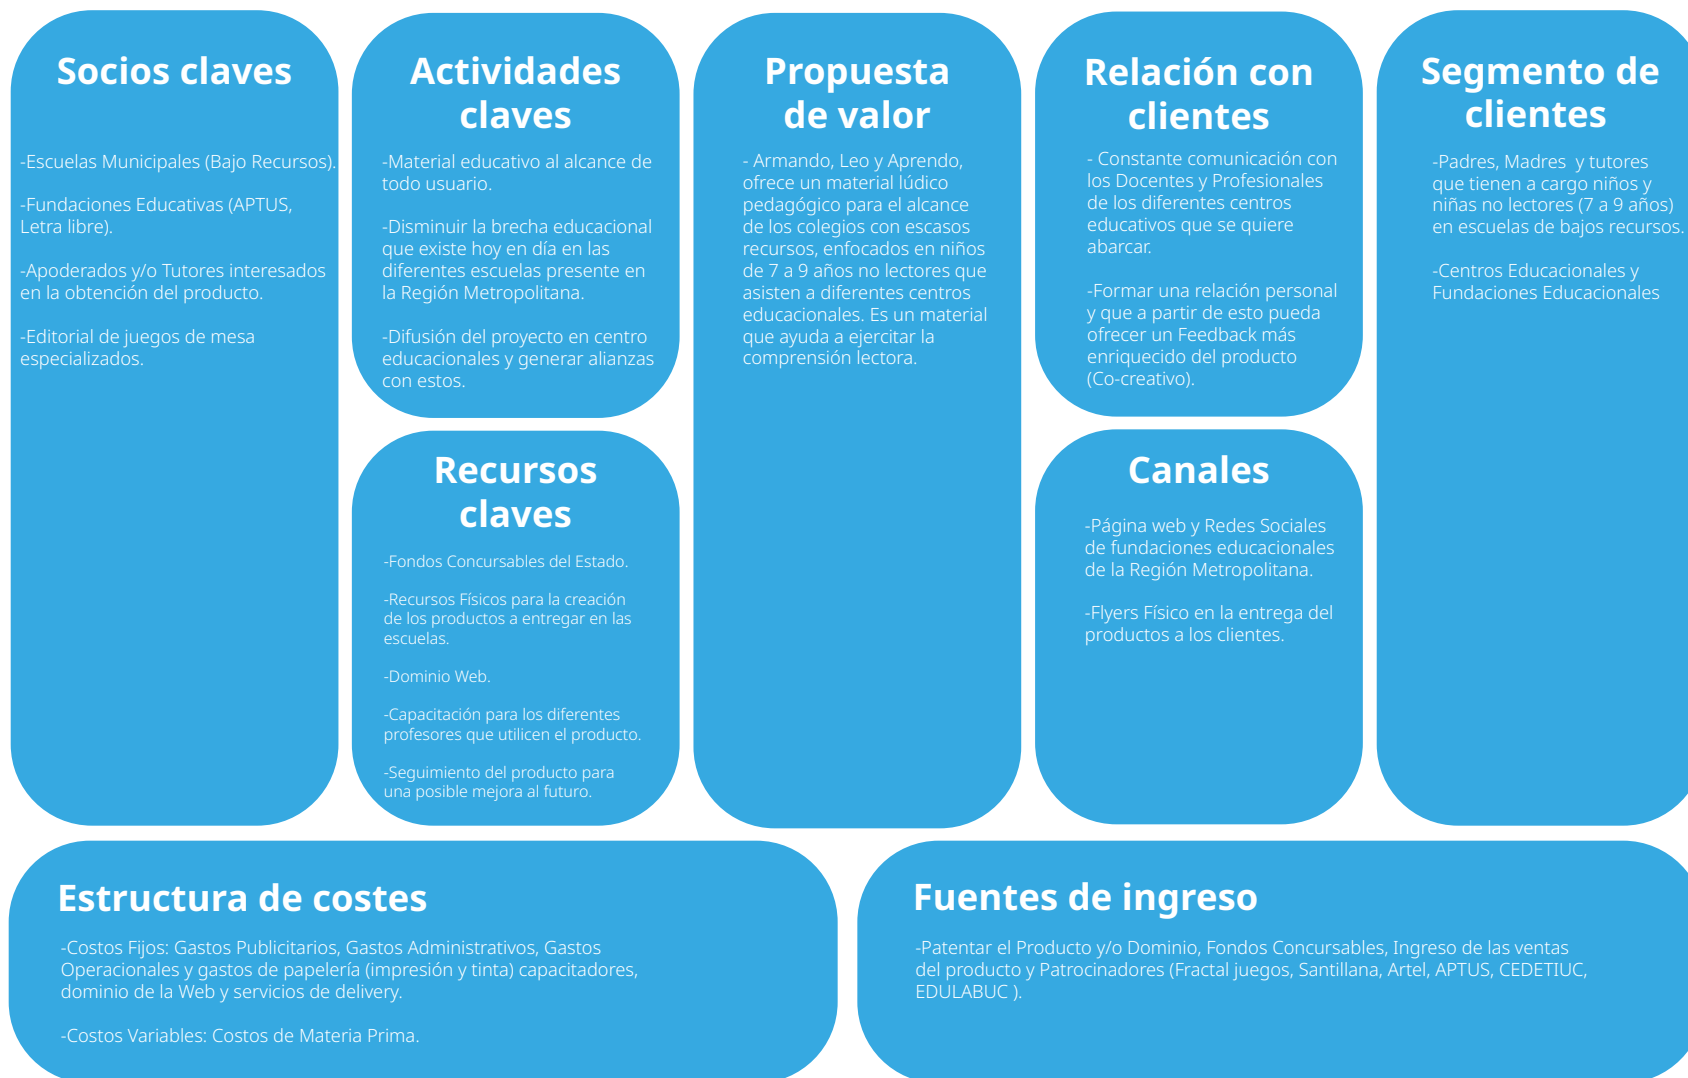 Socios claves
-Escuelas Municipales (Bajo Recursos).
-Fundaciones Educativas (APTUS,
Letra libre).
-Apoderados y/o Tutores interesados
en la obtención del producto.
-Editorial de juegos de mesa
especializados.
Actividades
claves
-Material educativo al alcance de
todo usuario.
-Disminuir la brecha educacional
que existe hoy en día en las
diferentes escuelas presente en
la Región Metropolitana.
-Difusión del proyecto en centro
educacionales y generar alianzas
con estos.
Recursos
claves
-Fondos Concursables del Estado.
-Recursos Físicos para la creación
de los productos a entregar en las
escuelas.
-Dominio Web.
-Capacitación para los diferentes
profesores que utilicen el producto.
-Seguimiento del producto para
una posible mejora al futuro.
Propuesta
de valor
- Armando, Leo y Aprendo,
ofrece un material lúdico
pedagógico para el alcance
de los colegios con escasos
recursos, enfocados en niños
de 7 a 9 años no lectores que
asisten a diferentes centros
educacionales. Es un material
que ayuda a ejercitar la
comprensión lectora.
Relación con
clientes
- Constante comunicación con
los Docentes y Profesionales
de los diferentes centros
educativos que se quiere
abarcar.
-Formar una relación personal
y que a partir de esto pueda
ofrecer un Feedback más
enriquecido del producto
(Co-creativo).
Canales
-Página web y Redes Sociales
de fundaciones educacionales
de la Región Metropolitana.
-Flyers Físico en la entrega del
productos a los clientes.
Segmento de
clientes
-Padres, Madres  y tutores
que tienen a cargo niños y
niñas no lectores (7 a 9 años)
en escuelas de bajos recursos.
-Centros Educacionales y
Fundaciones Educacionales
Estructura de costes
-Costos Fijos: Gastos Publicitarios, Gastos Administrativos, Gastos
Operacionales y gastos de papelería (impresión y tinta) capacitadores,
dominio de la Web y servicios de delivery.
-Costos Variables: Costos de Materia Prima.
Fuentes de ingreso
-Patentar el Producto y/o Dominio, Fondos Concursables, Ingreso de las ventas
del producto y Patrocinadores (Fractal juegos, Santillana, Artel, APTUS, CEDETIUC,
EDULABUC ).